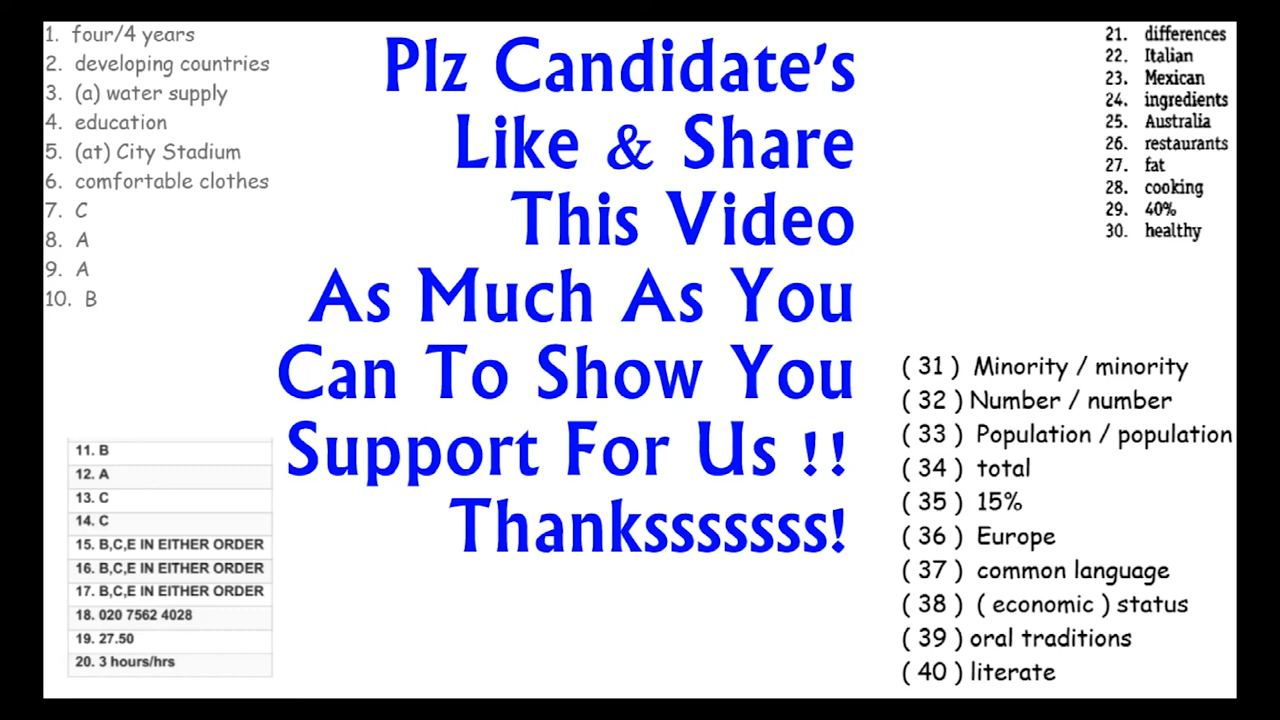 1. four/4 years
2. developing countries
3. (a) water supply
4. education
5. (at) City Stadium
6. comfortable clothes
7. C
8. A
9. A
10. B
Plz Candidate's
Like & Share
This Video
As Much As You
Can To Show You
Support For Us !!
Thanksssssss!
21. differences
22. Italian
23. Mexican
24. ingredients
25. Australia
26. restaurants
27. fat
28. cooking
29. 40%
30. healthy
11. B
12. A
13. C
14. C
15. B,C,E IN EITHER ORDER
16. B,C,E IN EITHER ORDER
17. B,C,E IN EITHER ORDER
18. 020 7562 4028
19. 27.50
20. 3 hours/hrs
( 31 ) Minority / minority
( 32 ) Number / number
( 33 ) Population / population
( 34 ) total
( 35 ) 15%
( 36 ) Europe
( 37 ) common language
( 38 ) ( economic ) status
( 39 ) oral traditions
( 40 ) literate